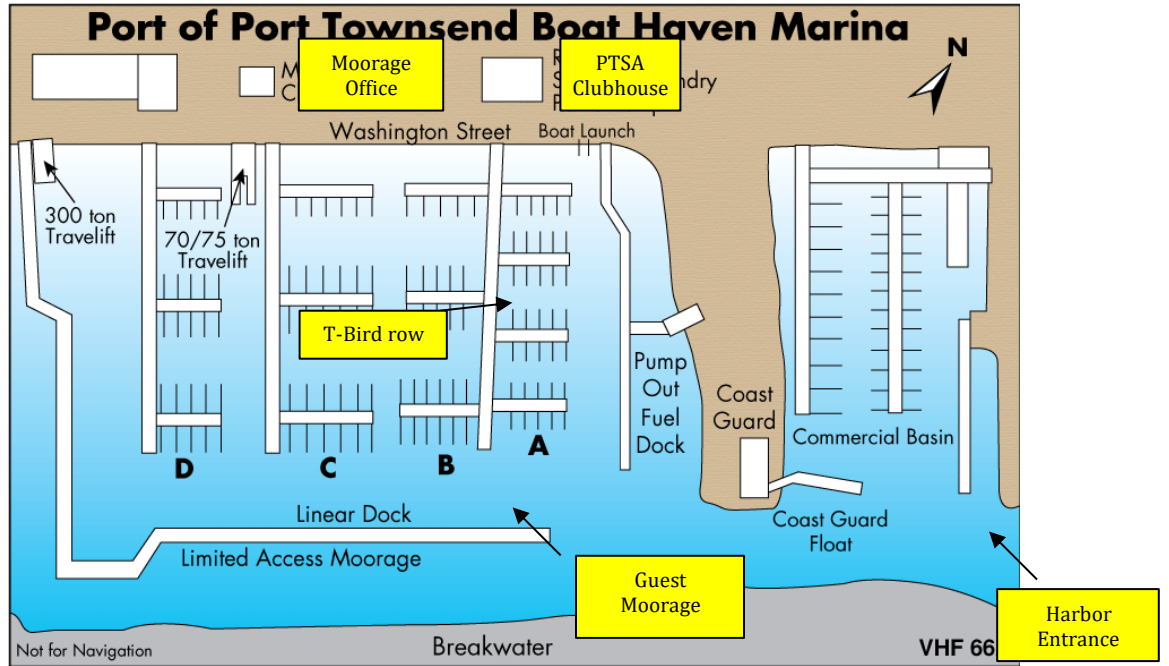 Port of Port Townsend Boat Haven Marina
N
Moorage
Office
PTSA
Clubhouse
Washington Street
Boat Launch
300 ton
Travelift
70/75 ton
Travelift
T-Bird row
Pump
Out
Fuel
Dock
Coast
Guard
Commercial Basin
D
C
B
A
Linear Dock
Limited Access Moorage
Coast Guard
Float
Guest
Moorage
Harbor
Entrance
Not for Navigation
Breakwater
VHF 66